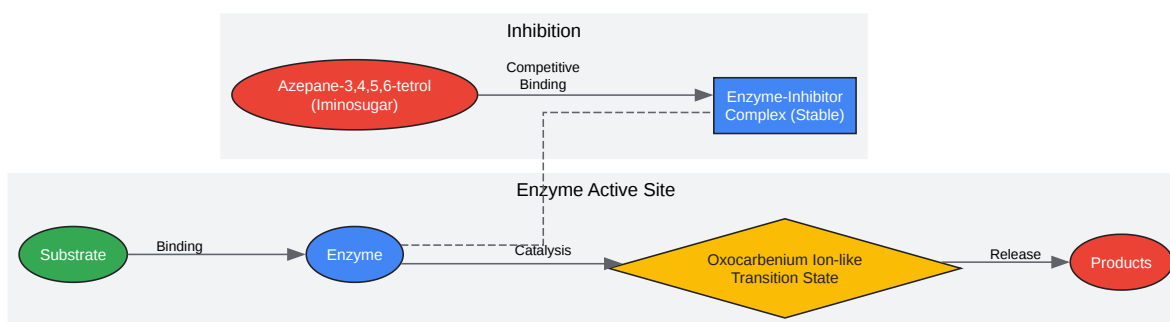 Inhibition
Azepane-3,4,5,6-tetrol
(Iminosugar)
Competitive
Binding
Enzyme-Inhibitor
Complex (Stable)
Enzyme Active Site
Substrate
Binding
Enzyme
Catalysis
Oxocarbenium Ion-like
Transition State
Release
Products